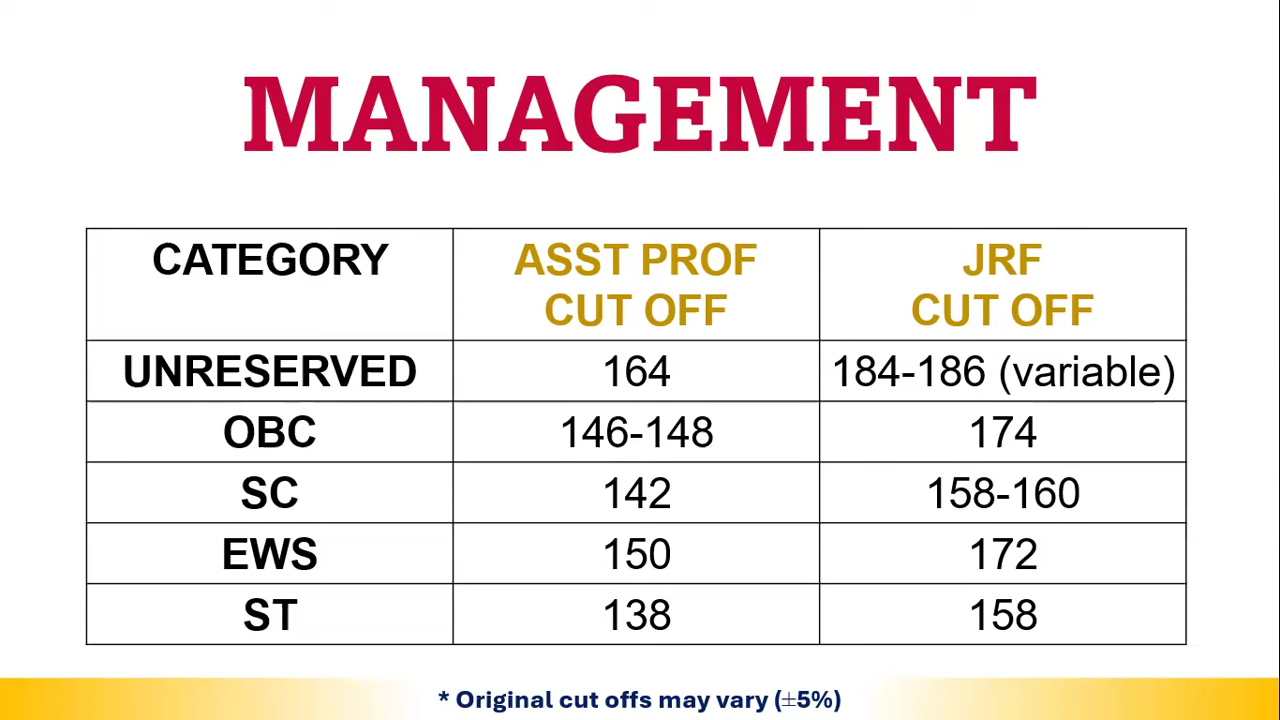 MANAGEMENT
CATEGORY ASST PROF CUT OFF JRF CUT OFF
UNRESERVED 164 184-186 (variable)
OBC 146-148 174
SC 142 158-160
EWS 150 172
ST 138 158
* Original cut offs may vary (±5%)